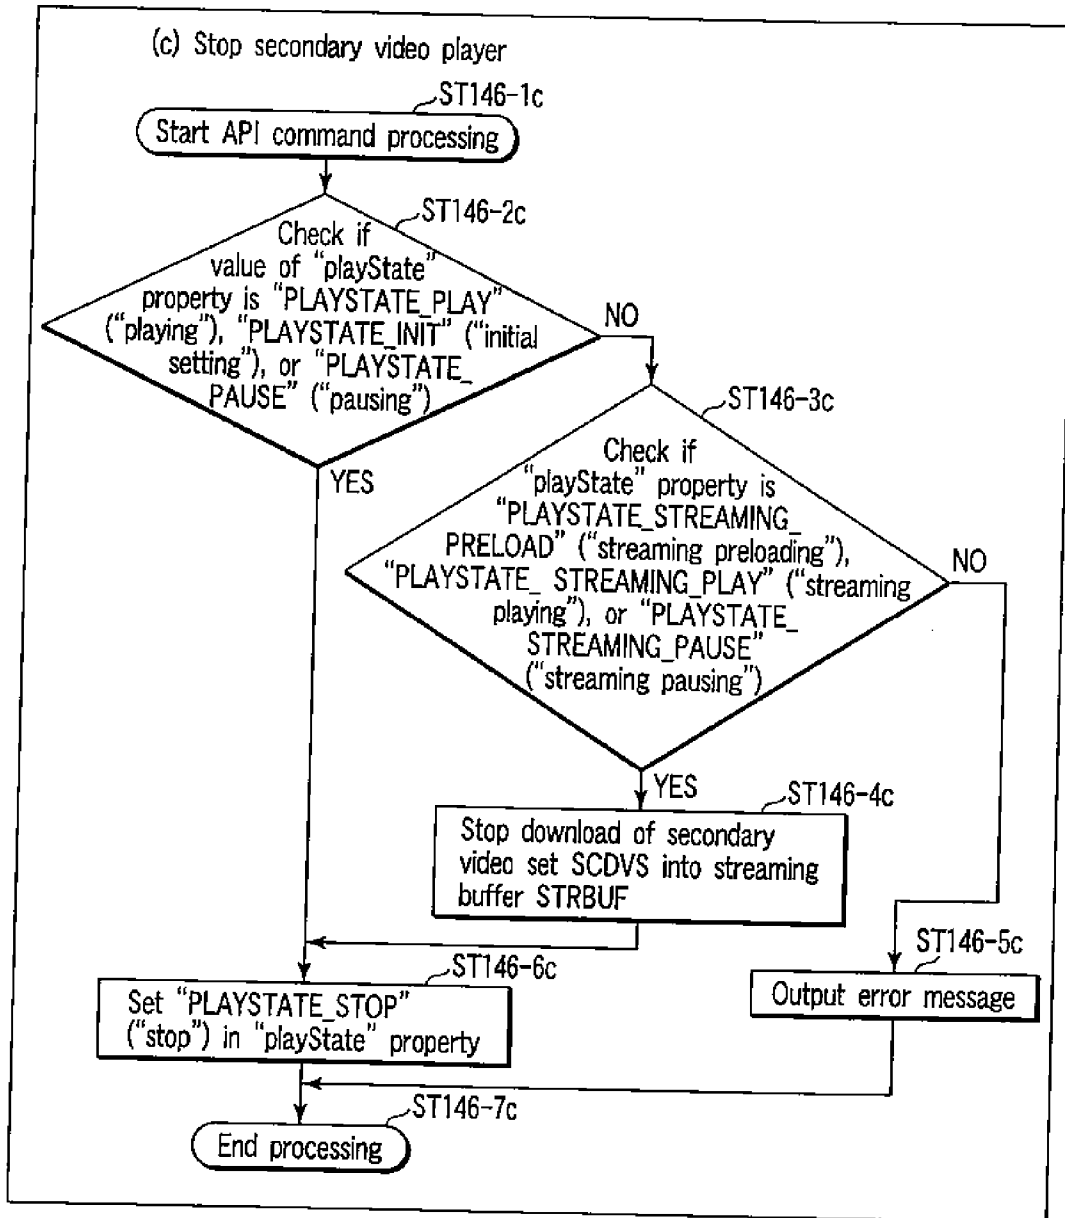 (c) Stop secondary video player
ST146-1c
Start API command processing
ST146-2c
Check if
value of “playState”
property is “PLAYSTATE_PLAY”
(“playing”), “PLAYSTATE_INIT” (“initial
setting”), or “PLAYSTATE_
PAUSE” (“pausing”)
NO
YES
ST146-3c
Check if
“playState” property is
“PLAYSTATE_STREAMING_
PRELOAD” (“streaming preloading”),
“PLAYSTATE_ STREAMING_PLAY” (“streaming
playing”), or “PLAYSTATE_
STREAMING_PAUSE”
(“streaming pausing”)
NO
YES
ST146-4c
Stop download of secondary
video set SCDVS into streaming
buffer STRBUF
ST146-5c
Output error message
ST146-6c
Set “PLAYSTATE_STOP”
(“stop”) in “playState” property
ST146-7c
End processing